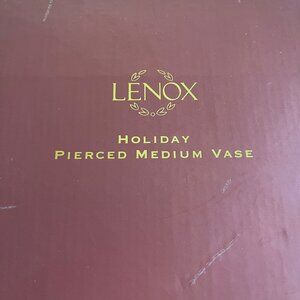 LENOX
HOLIDAY
PIERCED MEDIUM VASE